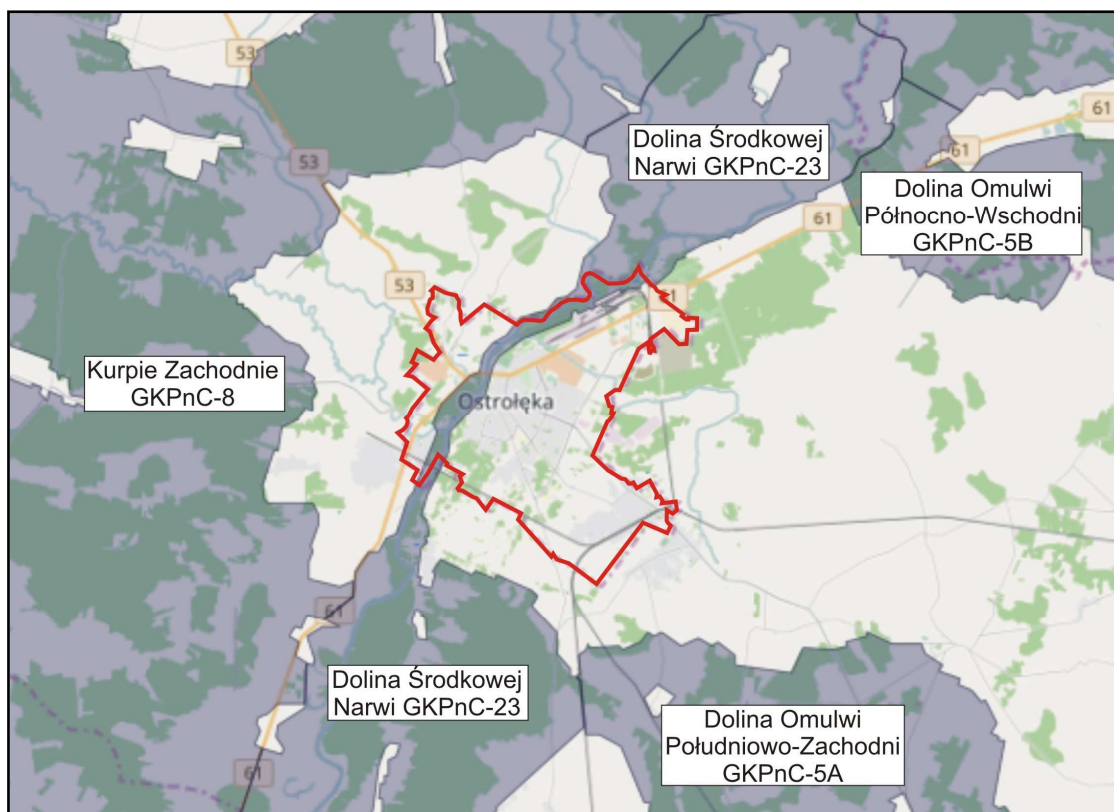 53
53
53
61
61
61
61
61
61
Dolina Środkowej
Narwi GKPnC-23
Dolina Omulwi
Północno-Wschodni
GKPnC-5B
Kurpie Zachodnie
GKPnC-8
Ostrołęka
Dolina Środkowej
Narwi GKPnC-23
Dolina Omulwi
Południowo-Zachodni
GKPnC-5A